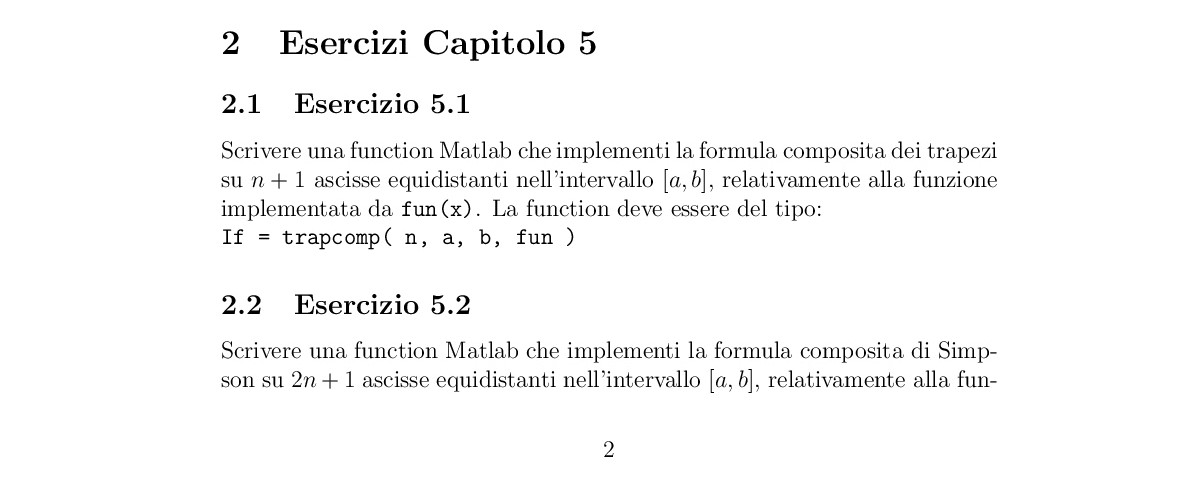 2 Esercizi Capitolo 5
2.1 Esercizio 5.1
Scrivere una function Matlab che implementi la formula composita dei trapezi
su n + 1 ascisse equidistanti nell'intervallo [a, b], relativamente alla funzione
implementata da fun(x). La function deve essere del tipo:
If = trapcomp( n, a, b, fun )
2.2 Esercizio 5.2
Scrivere una function Matlab che implementi la formula composita di Simp-
son su 2n + 1 ascisse equidistanti nell'intervallo [a, b], relativamente alla fun-
2